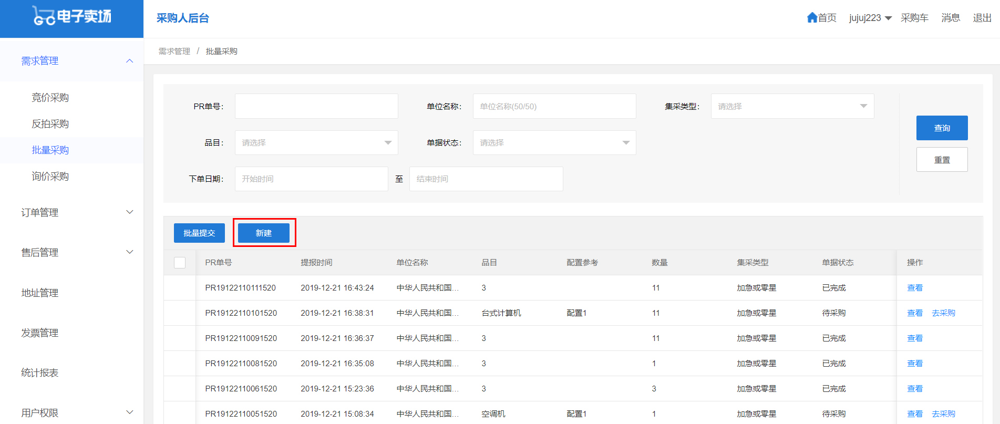 GO电子卖场
采购人后台
首页 jujuj223 采购车 消息 退出
需求管理 / 批量采购
需求管理
竞价采购
反拍采购
批量采购
询价采购
订单管理
售后管理
地址管理
发票管理
统计报表
用户权限
PR单号： 单位名称： 单位名称(50/50) 集采类型： 请选择
品目： 请选择 单据状态： 请选择
下单日期： 开始时间 至 结束时间
查询
重置
批量提交 新建
PR单号 提报时间 单位名称 品目 配置参考 数量 集采类型 单据状态 操作
PR19122110111520 2019-12-21 16:43:24 中华人民共和国... 3 11 加急或零星 已完成 查看
PR19122110101520 2019-12-21 16:38:31 中华人民共和国... 台式计算机 配置1 11 加急或零星 待采购 查看 去采购
PR19122110091520 2019-12-21 16:36:37 中华人民共和国... 3 11 加急或零星 已完成 查看
PR19122110081520 2019-12-21 16:35:08 中华人民共和国... 3 1 加急或零星 已完成 查看
PR19122110061520 2019-12-21 15:23:36 中华人民共和国... 3 3 加急或零星 已完成 查看
PR19122110051520 2019-12-21 15:08:34 中华人民共和国... 空调机 配置1 1 加急或零星 待采购 查看 去采购